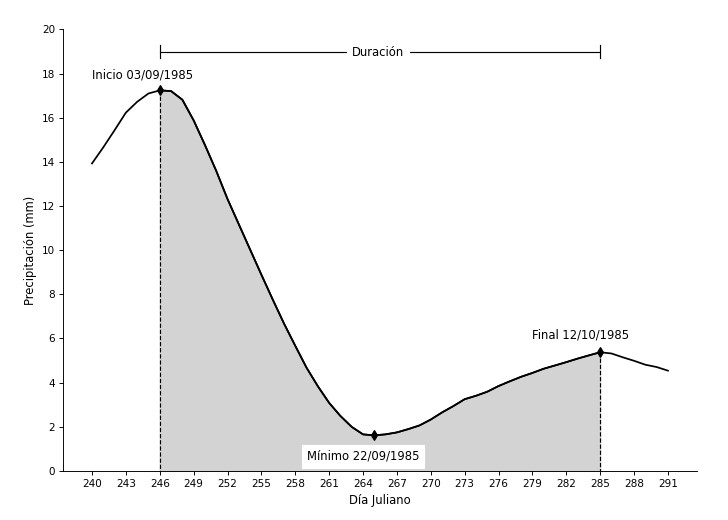 20
18
16
14
12
10
8
6
4
2
0
Precipitación (mm)
Duración
Inicio 03/09/1985
Final 12/10/1985
Mínimo 22/09/1985
240 243 246 249 252 255 258 261 264 267 270 273 276 279 282 285 288 291
Día Juliano